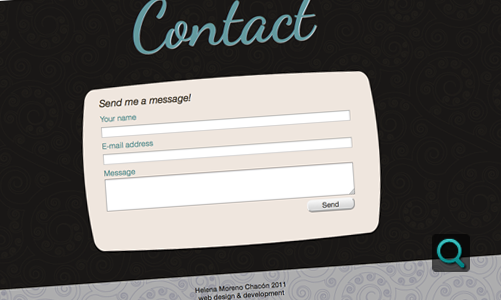 Contact
Send me a message!
Your name
E-mail address
Message
Send
Helena Moreno Chacón 2011
web design & development